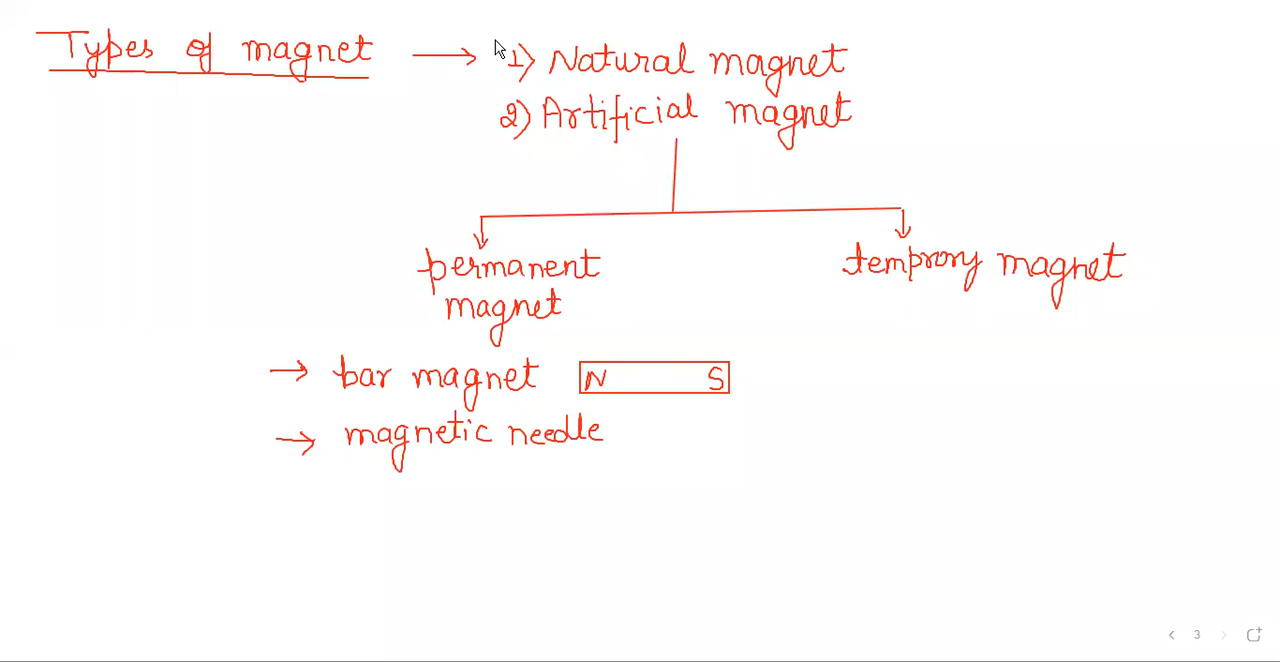 Types of magnet → 1) Natural magnet
2) Artificial magnet
permanent magnet
temprory magnet
→ bar magnet N S
→ magnetic needle
3